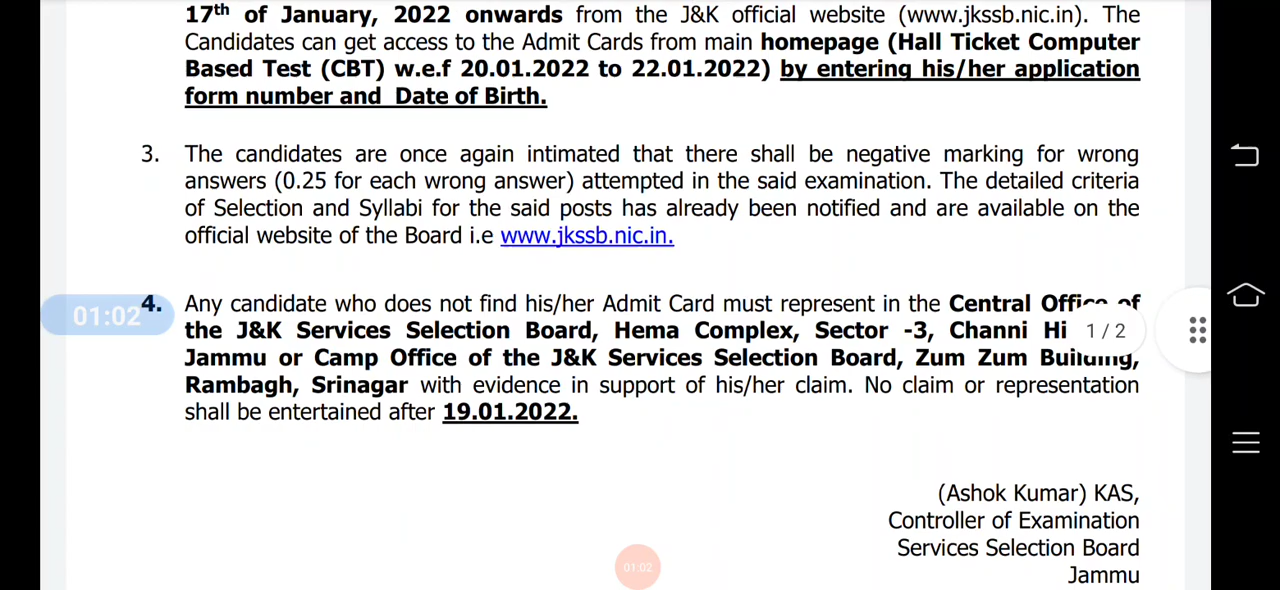 17th of January, 2022 onwards from the J&K official website (www.jkssb.nic.in). The
Candidates can get access to the Admit Cards from main homepage (Hall Ticket Computer
Based Test (CBT) w.e.f 20.01.2022 to 22.01.2022) by entering his/her application
form number and Date of Birth.
3. The candidates are once again intimated that there shall be negative marking for wrong
answers (0.25 for each wrong answer) attempted in the said examination. The detailed criteria
of Selection and Syllabi for the said posts has already been notified and are available on the
official website of the Board i.e www.jkssb.nic.in.
01:02
4. Any candidate who does not find his/her Admit Card must represent in the Central Office of
the J&K Services Selection Board, Hema Complex, Sector -3, Channi Hi
1 / 2
Jammu or Camp Office of the J&K Services Selection Board, Zum Zum Building,
Rambagh, Srinagar with evidence in support of his/her claim. No claim or representation
shall be entertained after 19.01.2022.
(Ashok Kumar) KAS,
Controller of Examination
Services Selection Board
01:02
Jammu